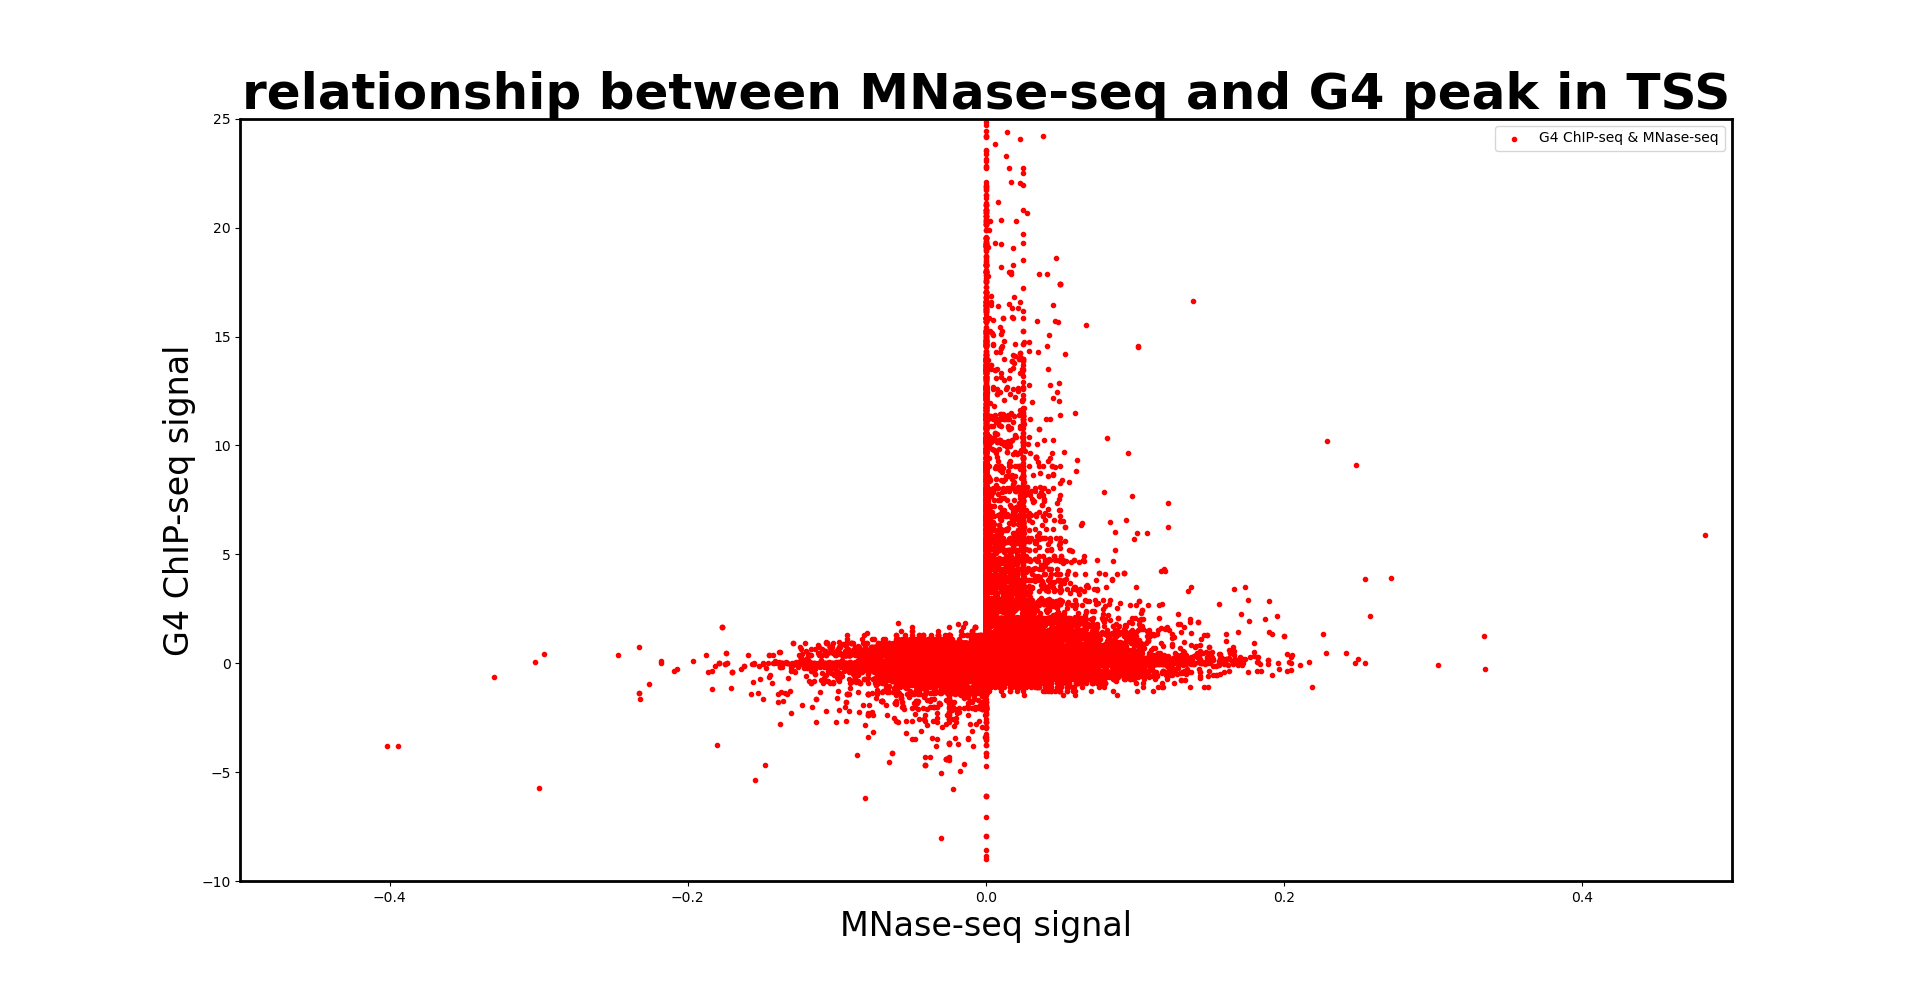 relationship between MNase-seq and G4 peak in TSS
G4 ChIP-seq & MNase-seq
G4 ChIP-seq signal
25
20
15
10
5
0
−5
−10
−0.4 −0.2 0.0 0.2 0.4
MNase-seq signal